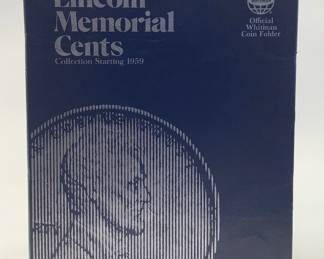 Lincoln
Memorial
Cents
Collection Starting 1959
Official
Whitman
Coin Folder